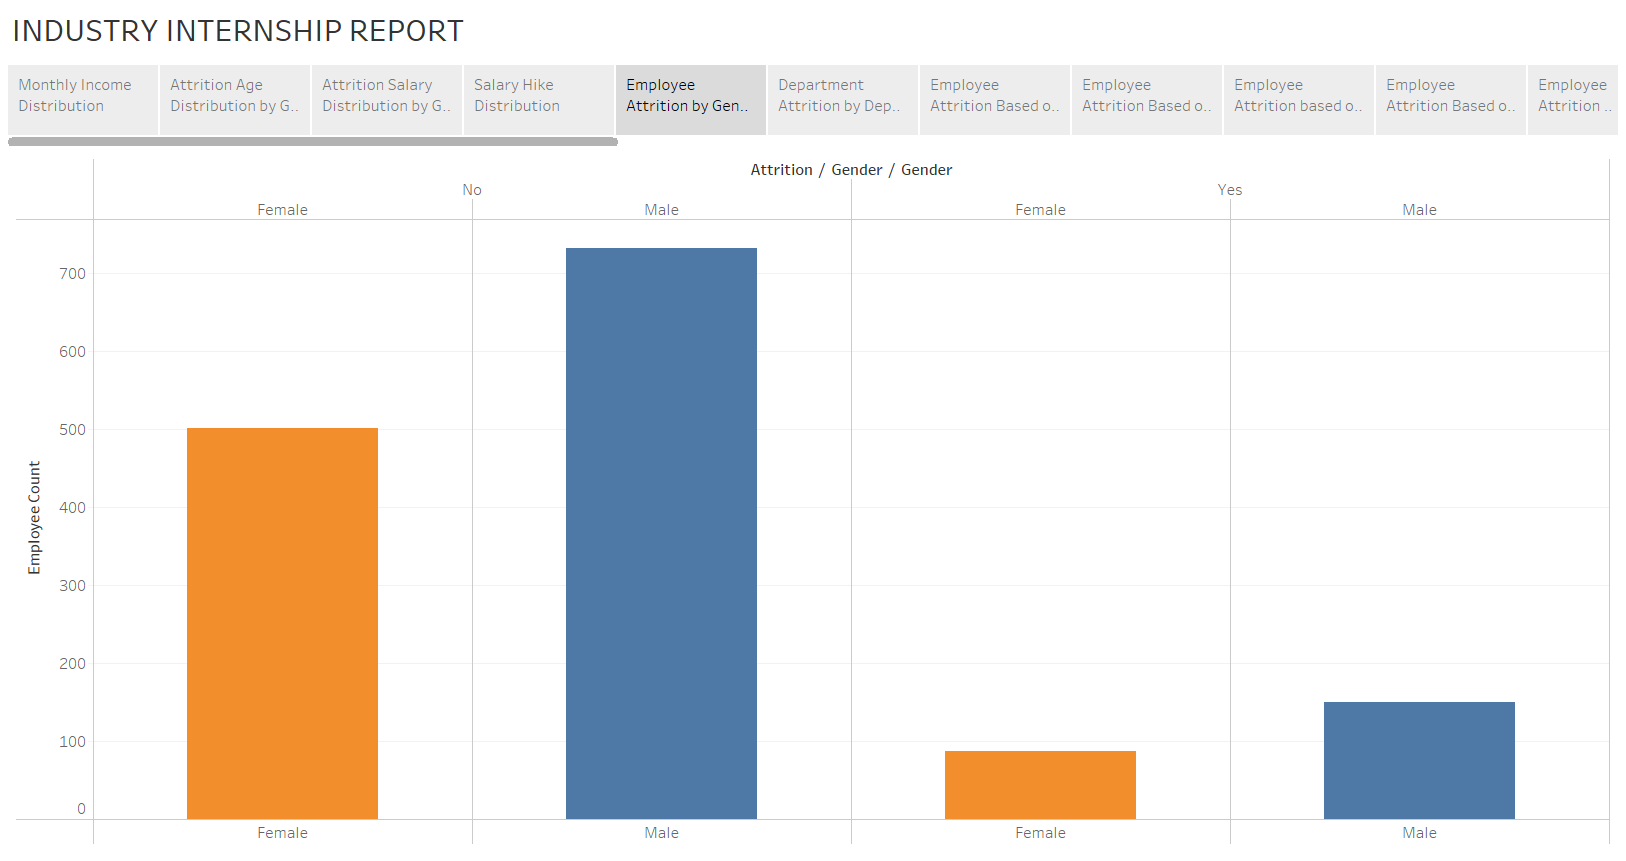 INDUSTRY INTERNSHIP REPORT
Monthly Income
Distribution
Attrition Age
Distribution by G..
Attrition Salary
Distribution by G..
Salary Hike
Distribution
Employee
Attrition by Gen..
Department
Attrition by Dep..
Employee
Attrition Based o..
Employee
Attrition Based o..
Employee
Attrition based o..
Employee
Attrition Based o..
Employee
Attrition ..
Attrition / Gender / Gender
No Yes
Female Male Female Male
700
600
500
400
300
200
100
0
Employee Count
Female Male Female Male